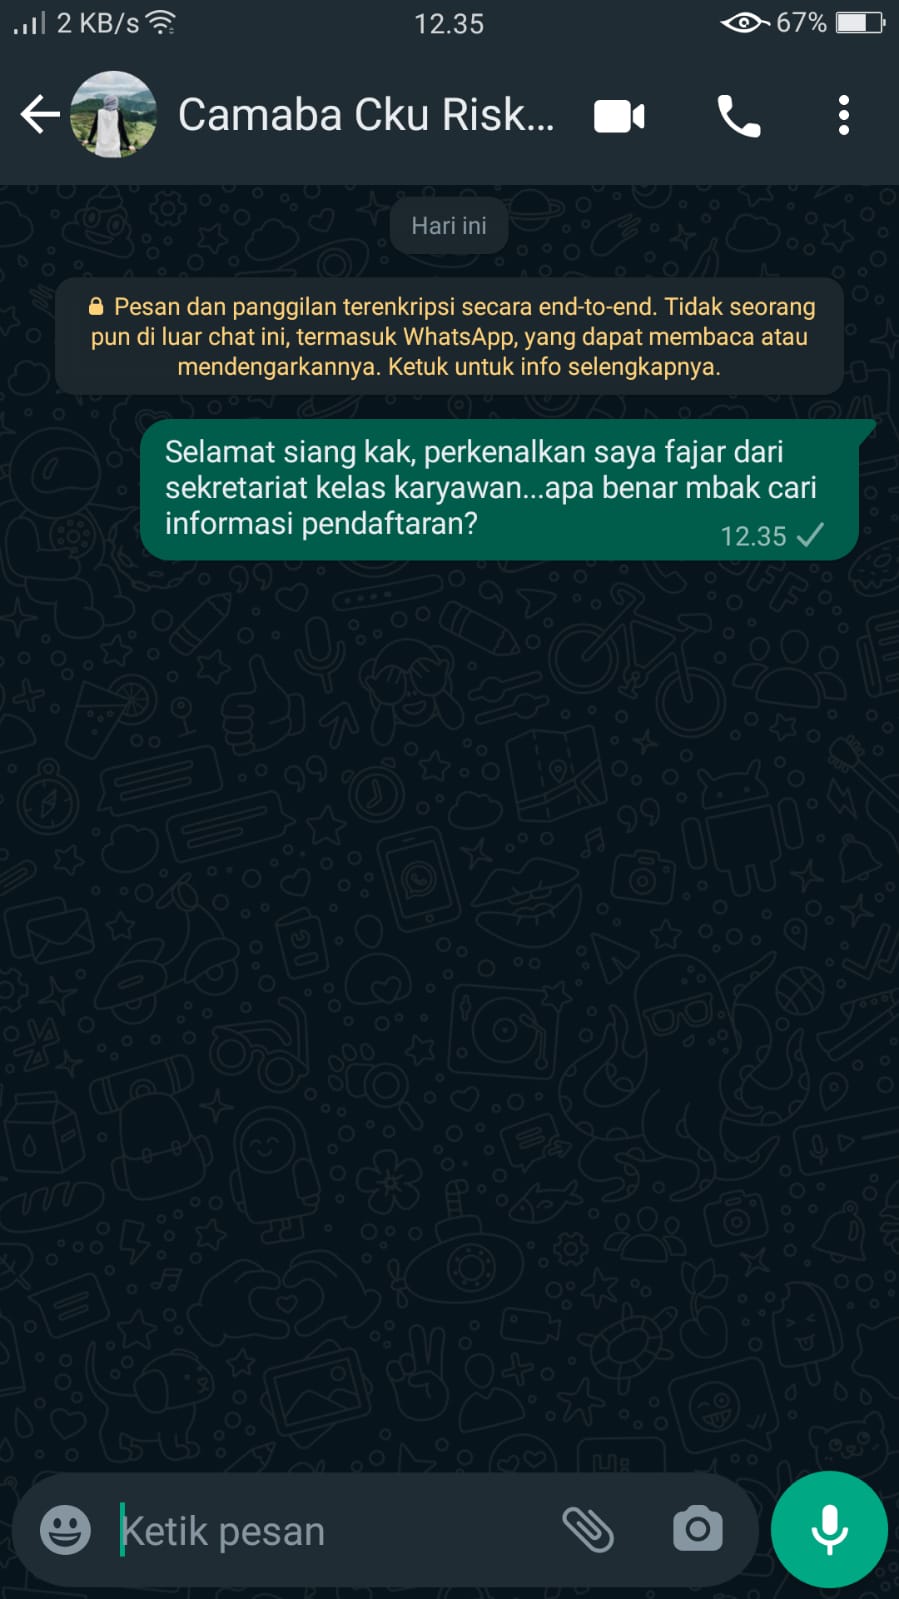 2 KB/s 12.35 67%
Camaba Cku Risk...
Hari ini
Pesan dan panggilan terenkripsi secara end-to-end. Tidak seorang
pun di luar chat ini, termasuk WhatsApp, yang dapat membaca atau
mendengarkannya. Ketuk untuk info selengkapnya.
Selamat siang kak, perkenalkan saya fajar dari
sekretariat kelas karyawan...apa benar mbak cari
informasi pendaftaran?
12.35
Ketik pesan